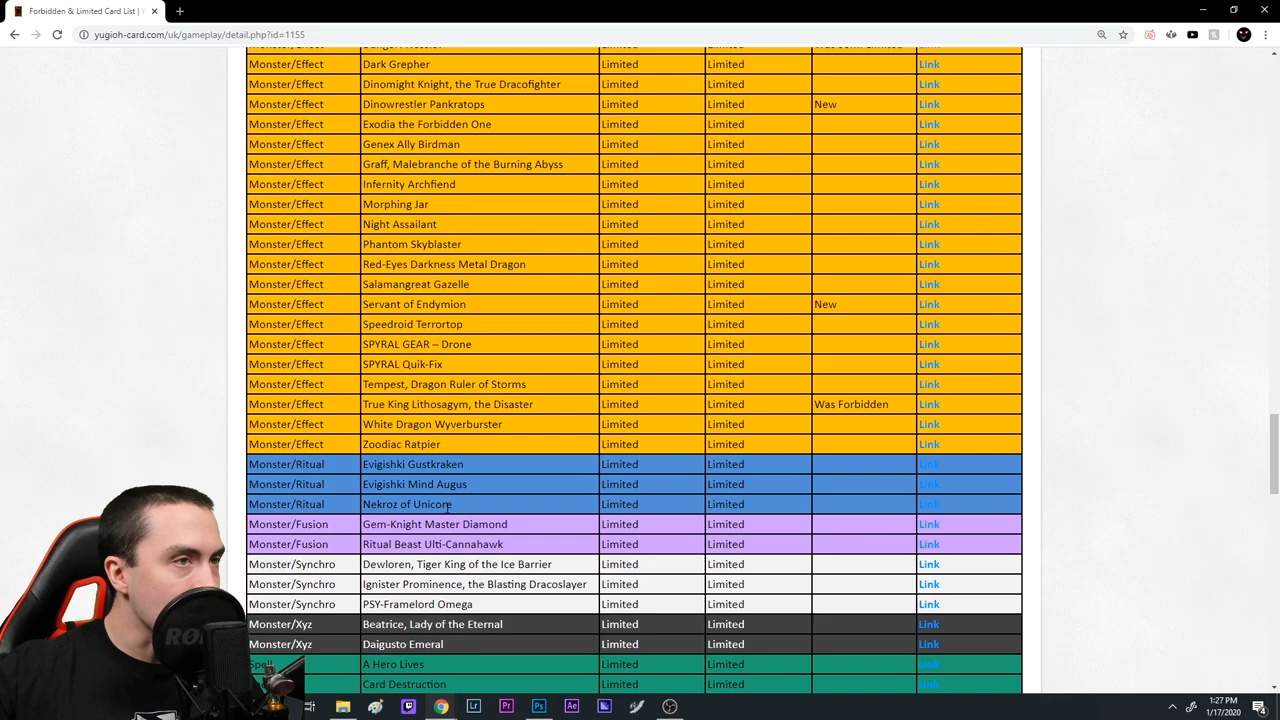 Forbidden & Limited Card List |
yugioh-card.com/uk/gameplay/detail.php?id=1155
Monster/Effect Dark Grepher Limited Limited Link
Monster/Effect Dinomight Knight, the True Dracofighter Limited Limited Link
Monster/Effect Dinowrestler Pankratops Limited Limited New Link
Monster/Effect Exodia the Forbidden One Limited Limited Link
Monster/Effect Genex Ally Birdman Limited Limited Link
Monster/Effect Graff, Malebranche of the Burning Abyss Limited Limited Link
Monster/Effect Infernity Archfiend Limited Limited Link
Monster/Effect Morphing Jar Limited Limited Link
Monster/Effect Night Assailant Limited Limited Link
Monster/Effect Phantom Skyblaster Limited Limited Link
Monster/Effect Red-Eyes Darkness Metal Dragon Limited Limited Link
Monster/Effect Salamangreat Gazelle Limited Limited Link
Monster/Effect Servant of Endymion Limited Limited New Link
Monster/Effect Speedroid Terrortop Limited Limited Link
Monster/Effect SPYRAL GEAR – Drone Limited Limited Link
Monster/Effect SPYRAL Quik-Fix Limited Limited Link
Monster/Effect Tempest, Dragon Ruler of Storms Limited Limited Link
Monster/Effect True King Lithosagym, the Disaster Limited Limited Was Forbidden Link
Monster/Effect White Dragon Wyverburster Limited Limited Link
Monster/Effect Zoodiac Ratpier Limited Limited Link
Monster/Ritual Evigishki Gustkraken Limited Limited Link
Monster/Ritual Evigishki Mind Augus Limited Limited Link
Monster/Ritual Nekroz of Unicore Limited Limited Link
Monster/Fusion Gem-Knight Master Diamond Limited Limited Link
Monster/Fusion Ritual Beast Ulti-Cannahawk Limited Limited Link
Monster/Synchro Dewloren, Tiger King of the Ice Barrier Limited Limited Link
Monster/Synchro Ignister Prominence, the Blasting Dracoslayer Limited Limited Link
Monster/Synchro PSY-Framelord Omega Limited Limited Link
Monster/Xyz Beatrice, Lady of the Eternal Limited Limited Link
Monster/Xyz Daigusto Emeral Limited Limited Link
Spell A Hero Lives Limited Limited Link
Card Destruction Limited Limited Link
1:27 PM
1/17/2020